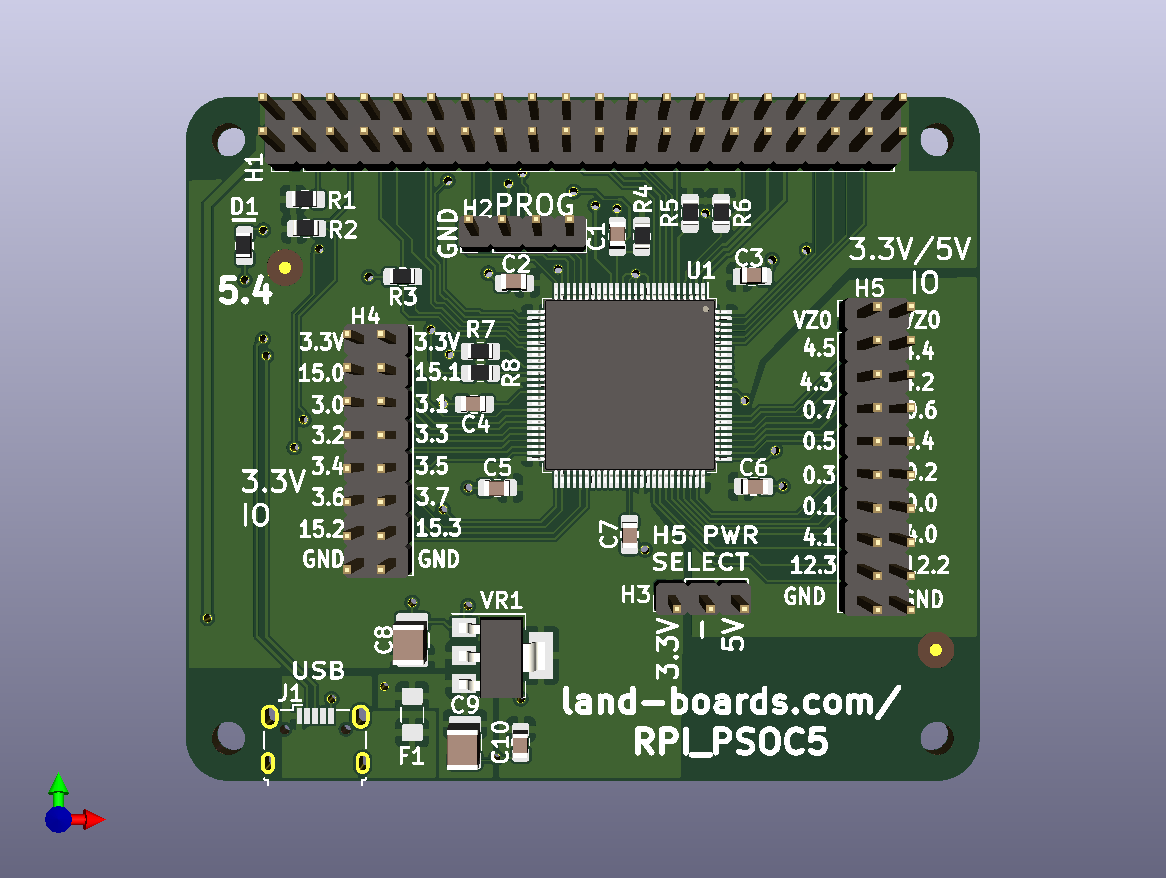 H1
R1
D1
R2
5.4
H2 PROG
GND
C1
R4
R5
R6
C2
R3
U1
C3
3.3V/5V
IO
H5
H4
3.3V 3.3V
15.0 15.1
3.0 3.1
3.2 3.3
3.4 3.5
3.6 3.7
15.2 15.3
GND GND
3.3V
IO
R7
R8
C4
C5
C6
C7
VZ0 VZ0
4.5 4.4
4.3 4.2
0.7 0.6
0.5 0.4
0.3 0.2
0.1 0.0
4.1 4.0
12.3 12.2
GND GND
H5 PWR
SELECT
H3
3.3V
–
5V
VR1
C8
USB
J1
F1
C9
C10
land-boards.com/
RPI_PSOC5